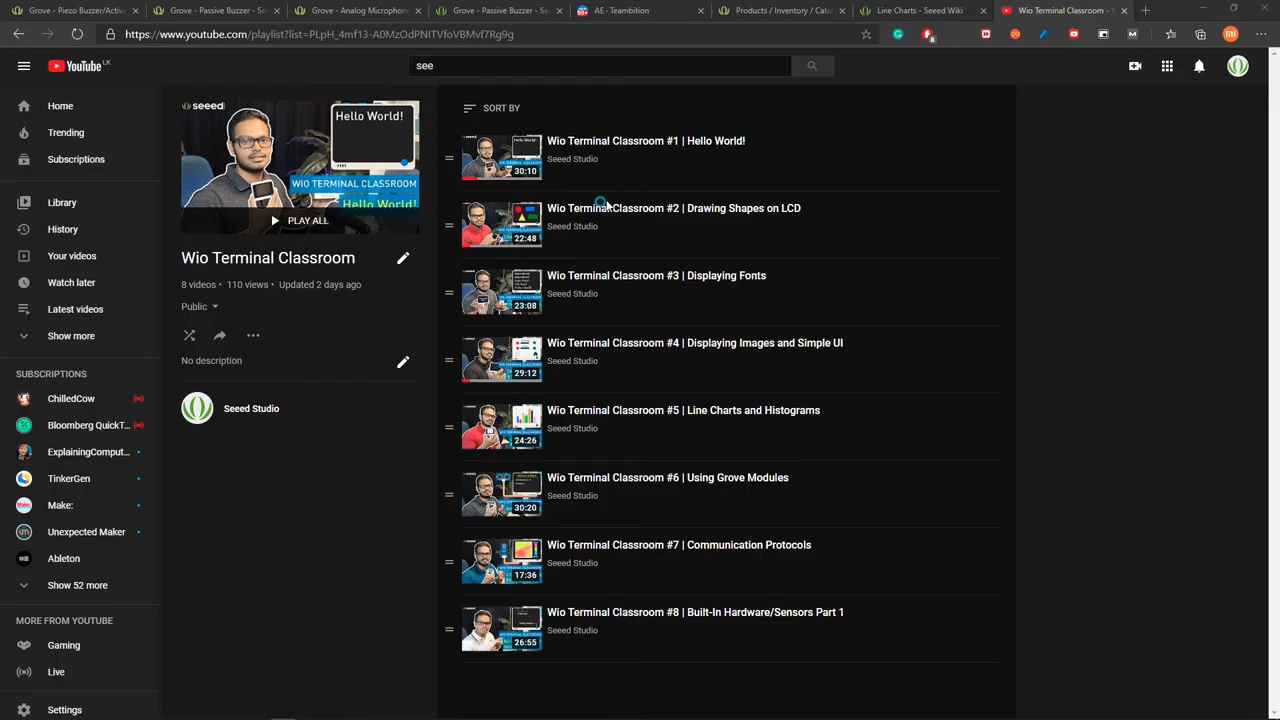 Grove - Piezo Buzzer/Activ
Grove - Passive Buzzer - Se
Grove - Analog Microphon
Grove - Passive Buzzer - Se
AE- Teambition
Products / Inventory / Cata
Line Charts - Seeed Wiki
Wio Terminal Classroom - Y
https://www.youtube.com/playlist?list=PLpH_4mf13-A0MzOdPNITVfoVBMvf7Rg9g
YouTube LK
see
Home
Trending
Subscriptions
Library
History
Your videos
Watch later
Latest videos
Show more
SUBSCRIPTIONS
ChilledCow
Bloomberg QuickT...
ExplainingComput...
Tinkernut
Make:
Unexpected Maker
Ableton
Show 52 more
MORE FROM YOUTUBE
Gaming
Live
Settings
seeed
Hello World!
WIO TERMINAL CLASSROOM
Hello World!
PLAY ALL
Wio Terminal Classroom
8 videos • 110 views • Updated 2 days ago
Public
No description
Seeed Studio
SORT BY
Wio Terminal Classroom #1 | Hello World!
Seeed Studio
30:10
Wio Terminal Classroom #2 | Drawing Shapes on LCD
Seeed Studio
22:48
Wio Terminal Classroom #3 | Displaying Fonts
Seeed Studio
23:08
Wio Terminal Classroom #4 | Displaying Images and Simple UI
Seeed Studio
29:12
Wio Terminal Classroom #5 | Line Charts and Histograms
Seeed Studio
24:26
Wio Terminal Classroom #6 | Using Grove Modules
Seeed Studio
30:20
Wio Terminal Classroom #7 | Communication Protocols
Seeed Studio
17:36
Wio Terminal Classroom #8 | Built-In Hardware/Sensors Part 1
Seeed Studio
26:55